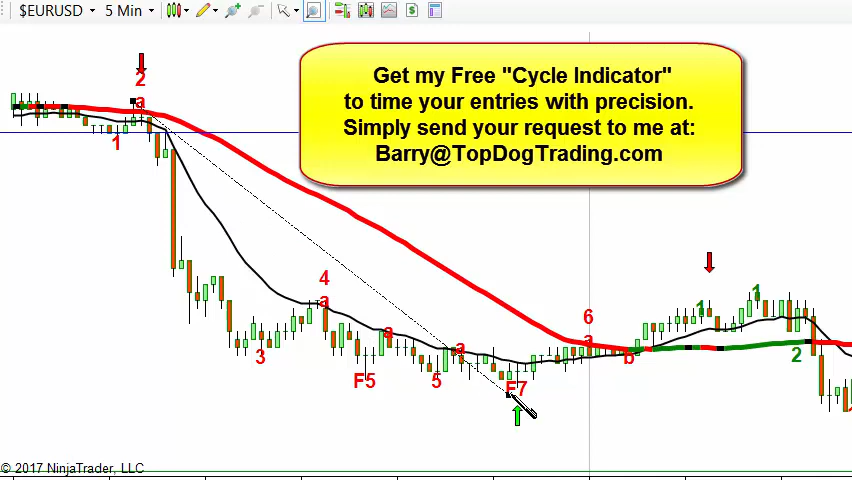 $EURUSD 5 Min
Get my Free "Cycle Indicator"
to time your entries with precision.
Simply send your request to me at:
Barry@TopDogTrading.com
2
a
1
4
a
3
a
F5
5
a
F7
6
a
b
1
1
2
© 2017 NinjaTrader, LLC